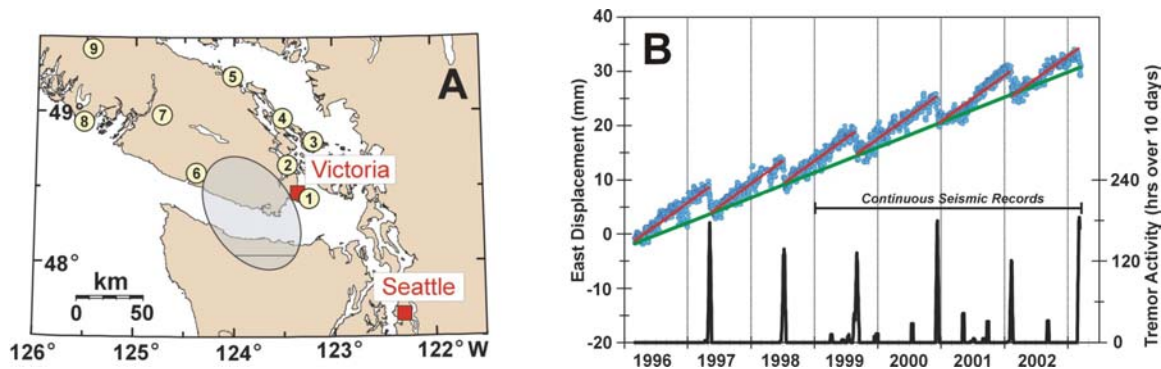 A
9
5
49
8
7
4
3
2
Victoria
6
1
48°
km
Seattle
0 50
126° 125° 124° 123° 122° W
B
40
30
20
10
0
-10
-20
East Displacement (mm)
Continuous Seismic Records
240
120
0
Tremor Activity (hrs over 10 days)
1996 1997 1998 1999 2000 2001 2002